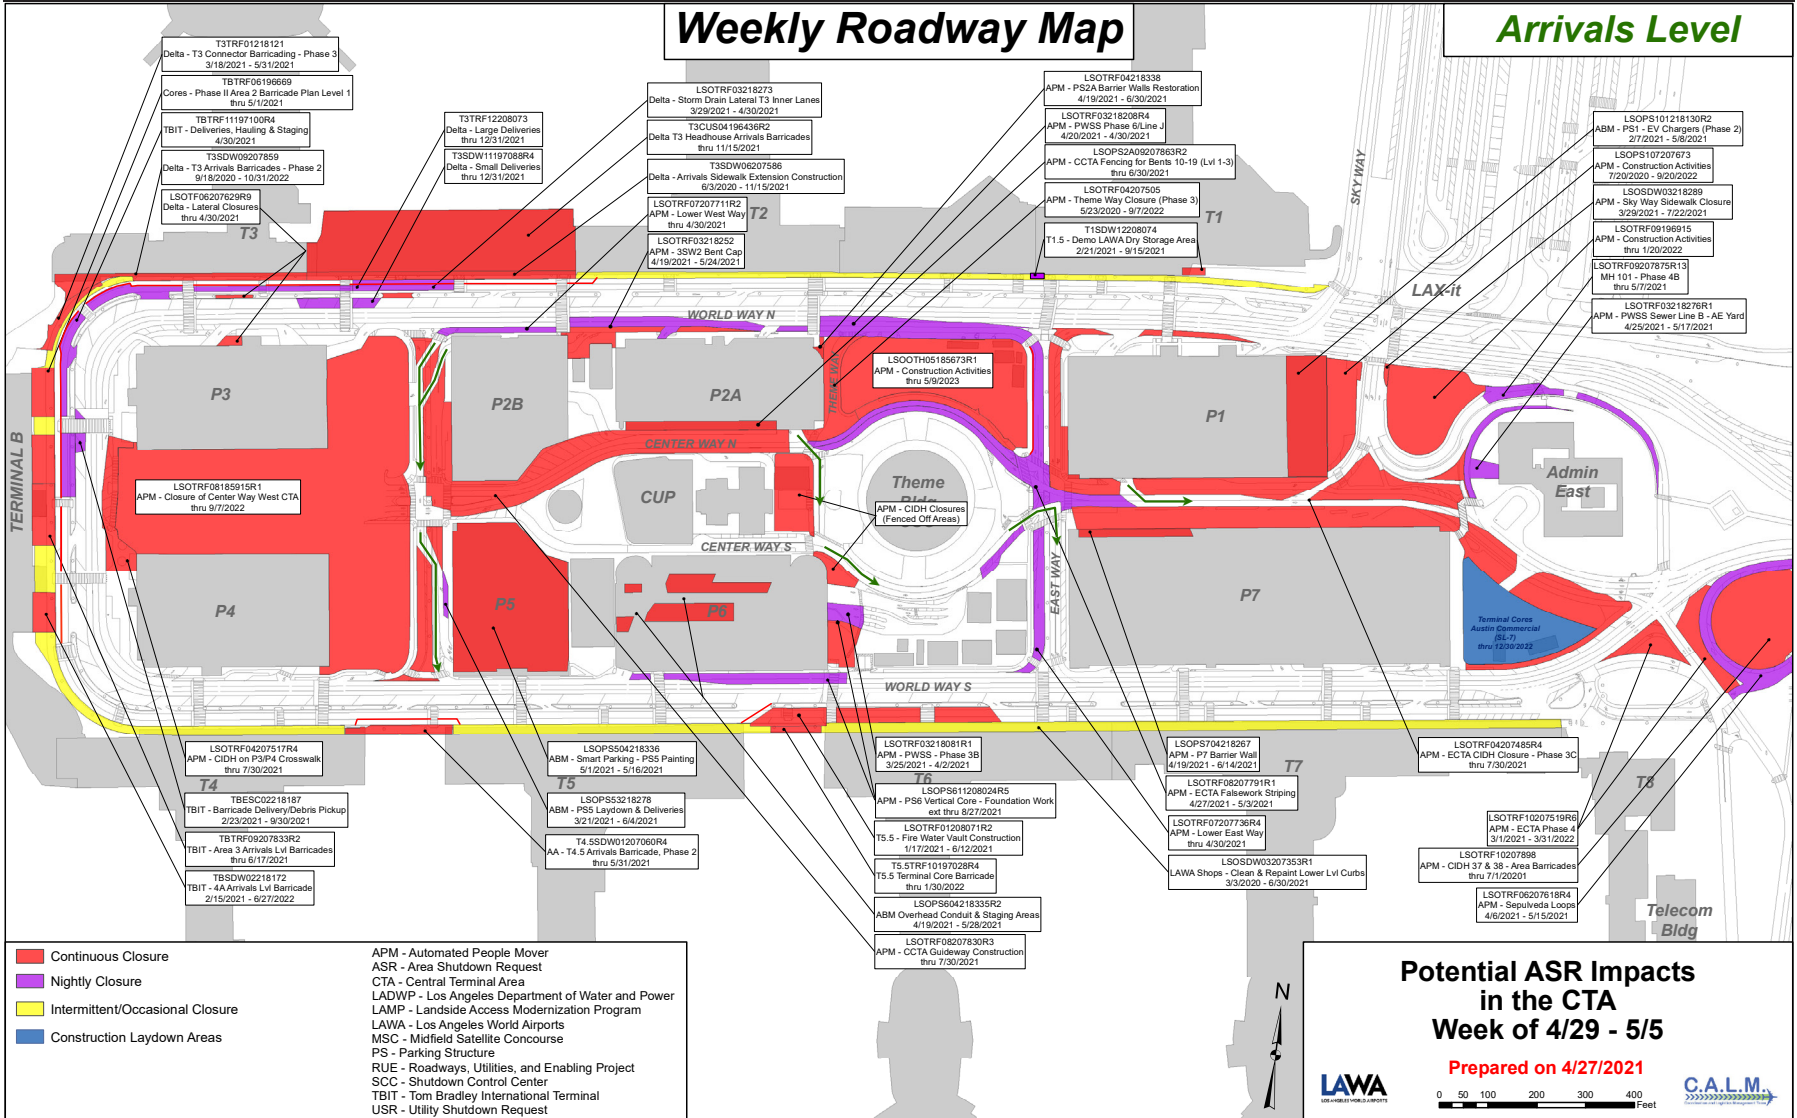 Weekly Roadway Map
Arrivals Level
T3TRF01218121
Delta - T3 Connector Barricading - Phase 3
3/18/2021 - 5/31/2021
TBTRF06196669
Cores - Phase II Area 2 Barricade Plan Level 1
thru 5/1/2021
TBTRF11197100R4
TBIT - Deliveries, Hauling & Staging
4/30/2021
T3SDW09207859
Delta - T3 Arrivals Barricades - Phase 2
9/18/2020 - 10/31/2022
LSOTF06207629R9
Delta - Lateral Closures
thru 4/30/2021
T3TRF12208073
Delta - Large Deliveries
thru 12/31/2021
T3SDW11197088R4
Delta - Small Deliveries
thru 12/31/2021
LSOTRF03218273
Delta - Storm Drain Lateral T3 Inner Lanes
3/29/2021 - 4/30/2021
T3CUS04196436R2
Delta T3 Headhouse Arrivals Barricades
thru 11/15/2021
T3SDW06207586
Delta - Arrivals Sidewalk Extension Construction
6/3/2020 - 11/15/2021
LSOTRF07207711R2
APM - Lower West Way
thru 4/30/2021
LSOTRF03218252
APM - 3SW2 Bent Cap
4/19/2021 - 5/24/2021
LSOTRF04218338
APM - PS2A Barrier Walls Restoration
4/19/2021 - 6/30/2021
LSOTRF03218208R4
APM - PWSS Phase 6/Line J
4/20/2021 - 4/30/2021
LSOPS2A09207863R2
APM - CCTA Fencing for Bents 10-19 (Lvl 1-3)
thru 6/30/2021
LSOTRF04207505
APM - Theme Way Closure (Phase 3)
5/23/2020 - 9/7/2022
T1SDW12208074
T1.5 - Demo LAWA Dry Storage Area
2/21/2021 - 9/15/2021
LSOPS101218130R2
ABM - PS1 - EV Chargers (Phase 2)
2/7/2021 - 5/8/2021
LSOPS107207673
APM - Construction Activities
7/20/2020 - 9/20/2022
LSOSDW03218289
APM - Sky Way Sidewalk Closure
3/29/2021 - 7/22/2021
LSOTRF09196915
APM - Construction Activities
thru 1/20/2022
LSOTRF09207875R13
MH 101 - Phase 4B
thru 5/7/2021
LSOTRF03218276R1
APM - PWSS Sewer Line B - AE Yard
4/25/2021 - 5/17/2021
T3
T2
T1
SKY WAY
LAX-it
WORLD WAY N
P3
P2B
P2A
THEME WAY
LSOOTH05185673R1
APM - Construction Activities
thru 5/9/2023
P1
CENTER WAY N
TERMINAL B
LSOTRF08185915R1
APM - Closure of Center Way West CTA
thru 9/7/2022
CUP
Theme
Bldg
APM - CIDH Closures
(Fenced Off Areas)
Admin
East
CENTER WAY S
EAST WAY
P4
P5
P6
P7
Terminal Cores
Austin Commercial
(SL-7)
thru 12/30/2022
WORLD WAY S
T4
T5
T6
T7
T8
LSOTRF04207517R4
APM - CIDH on P3/P4 Crosswalk
thru 7/30/2021
TBESC02218187
TBIT - Barricade Delivery/Debris Pickup
2/23/2021 - 9/30/2021
TBTRF09207833R2
TBIT - Area 3 Arrivals Lvl Barricades
thru 6/17/2021
TBSDW02218172
TBIT - 4A Arrivals Lvl Barricade
2/15/2021 - 6/27/2022
LSOPS504218336
ABM - Smart Parking - PS5 Painting
5/1/2021 - 5/16/2021
LSOPS53218278
ABM - PS5 Laydown & Deliveries
3/21/2021 - 6/4/2021
T4.5SDW01207060R4
AA - T4.5 Arrivals Barricade, Phase 2
thru 5/31/2021
LSOTRF03218081R1
APM - PWSS - Phase 3B
3/25/2021 - 4/2/2021
LSOPS611208024R5
APM - PS6 Vertical Core - Foundation Work
ext thru 8/27/2021
LSOTRF01208071R2
T5.5 - Fire Water Vault Construction
1/17/2021 - 6/12/2021
T5.5TRF10197028R4
T5.5 Terminal Core Barricade
thru 1/30/2022
LSOPS604218335R2
ABM Overhead Conduit & Staging Areas
4/19/2021 - 5/28/2021
LSOTRF08207830R3
APM - CCTA Guideway Construction
thru 7/30/2021
LSOPS704218267
APM - P7 Barrier Wall
4/19/2021 - 6/14/2021
LSOTRF08207791R1
APM - ECTA Falsework Striping
4/27/2021 - 5/3/2021
LSOTRF07207736R4
APM - Lower East Way
thru 4/30/2021
LSOSDW03207353R1
LAWA Shops - Clean & Repaint Lower Lvl Curbs
3/3/2020 - 6/30/2021
LSOTRF04207485R4
APM - ECTA CIDH Closure - Phase 3C
thru 7/30/2021
LSOTRF10207519R6
APM - ECTA Phase 4
3/1/2021 - 3/31/2022
LSOTRF10207898
APM - CIDH 37 & 38 - Area Barricades
thru 7/1/20201
LSOTRF06207618R4
APM - Sepulveda Loops
4/6/2021 - 5/15/2021
Telecom
Bldg
Continuous Closure
Nightly Closure
Intermittent/Occasional Closure
Construction Laydown Areas
APM - Automated People Mover
ASR - Area Shutdown Request
CTA - Central Terminal Area
LADWP - Los Angeles Department of Water and Power
LAMP - Landside Access Modernization Program
LAWA - Los Angeles World Airports
MSC - Midfield Satellite Concourse
PS - Parking Structure
RUE - Roadways, Utilities, and Enabling Project
SCC - Shutdown Control Center
TBIT - Tom Bradley International Terminal
USR - Utility Shutdown Request
N
Potential ASR Impacts
in the CTA
Week of 4/29 - 5/5
Prepared on 4/27/2021
LAWA
LOS ANGELES WORLD AIRPORTS
0 50 100 200 300 400
Feet
C.A.L.M.